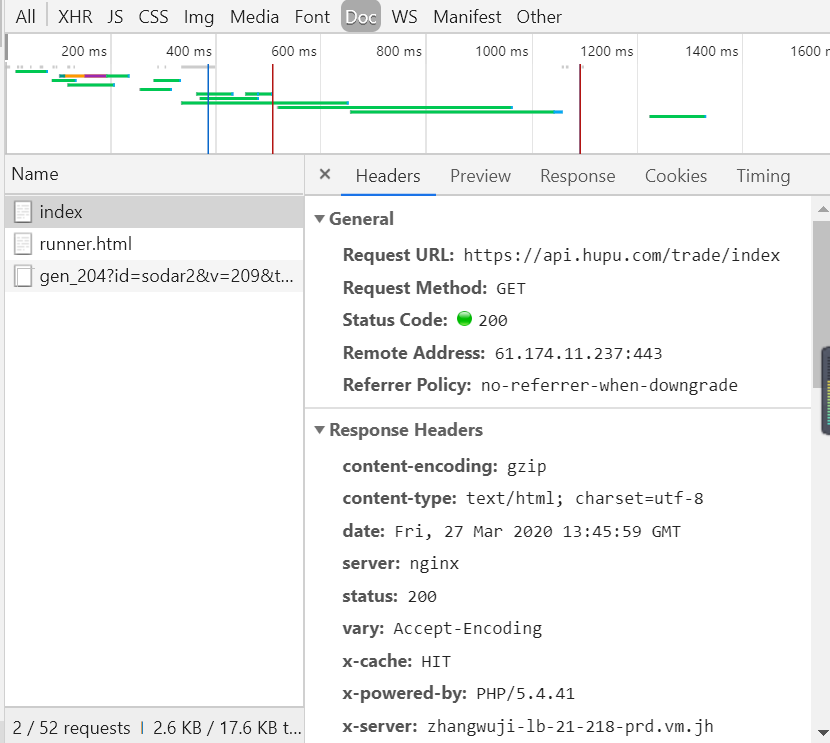 All XHR JS CSS Img Media Font Doc WS Manifest Other
200 ms 400 ms 600 ms 800 ms 1000 ms 1200 ms 1400 ms 1600 m
Name
index
runner.html
gen_204?id=sodar2&v=209&t...
2 / 52 requests 2.6 KB / 17.6 KB t...
× Headers Preview Response Cookies Timing
General
Request URL: https://api.hupu.com/trade/index
Request Method: GET
Status Code: 200
Remote Address: 61.174.11.237:443
Referrer Policy: no-referrer-when-downgrade
Response Headers
content-encoding: gzip
content-type: text/html; charset=utf-8
date: Fri, 27 Mar 2020 13:45:59 GMT
server: nginx
status: 200
vary: Accept-Encoding
x-cache: HIT
x-powered-by: PHP/5.4.41
x-server: zhangwuji-lb-21-218-prd.vm.jh